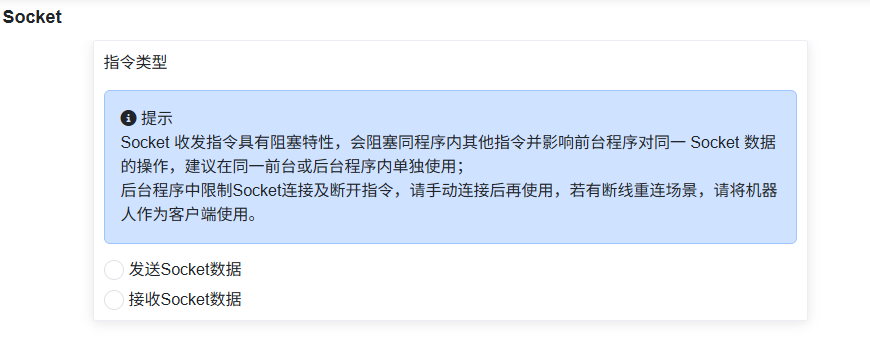 Socket
指令类型
提示
Socket 收发指令具有阻塞特性，会阻塞同程序内其他指令并影响前台程序对同一 Socket 数据
的操作，建议在同一前台或后台程序内单独使用；
后台程序中限制Socket连接及断开指令，请手动连接后再使用，若有断线重连场景，请将机器
人作为客户端使用。
发送Socket数据
接收Socket数据